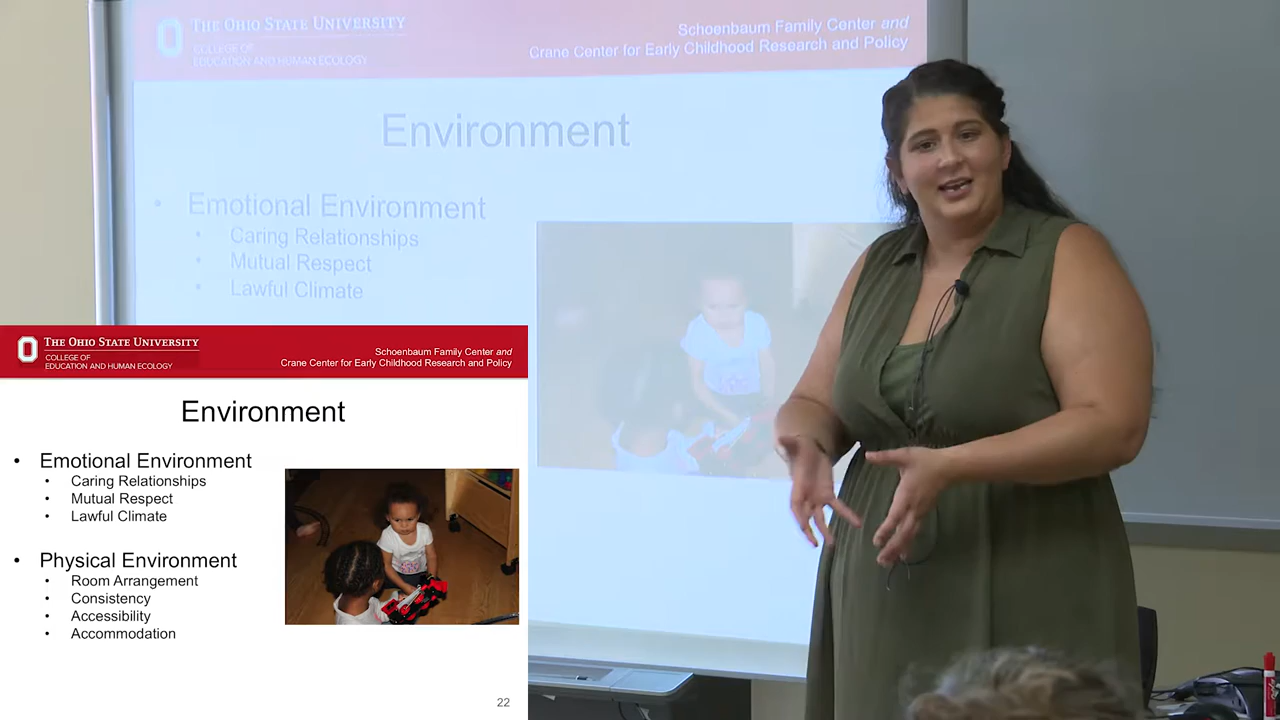 THE OHIO STATE UNIVERSITY
COLLEGE OF
EDUCATION AND HUMAN ECOLOGY
Schoenbaum Family Center and
Crane Center for Early Childhood Research and Policy
Environment
• Emotional Environment
• Caring Relationships
• Mutual Respect
• Lawful Climate
THE OHIO STATE UNIVERSITY
COLLEGE OF
EDUCATION AND HUMAN ECOLOGY
Schoenbaum Family Center and
Crane Center for Early Childhood Research and Policy
Environment
• Emotional Environment
• Caring Relationships
• Mutual Respect
• Lawful Climate
• Physical Environment
• Room Arrangement
• Consistency
• Accessibility
• Accommodation
22